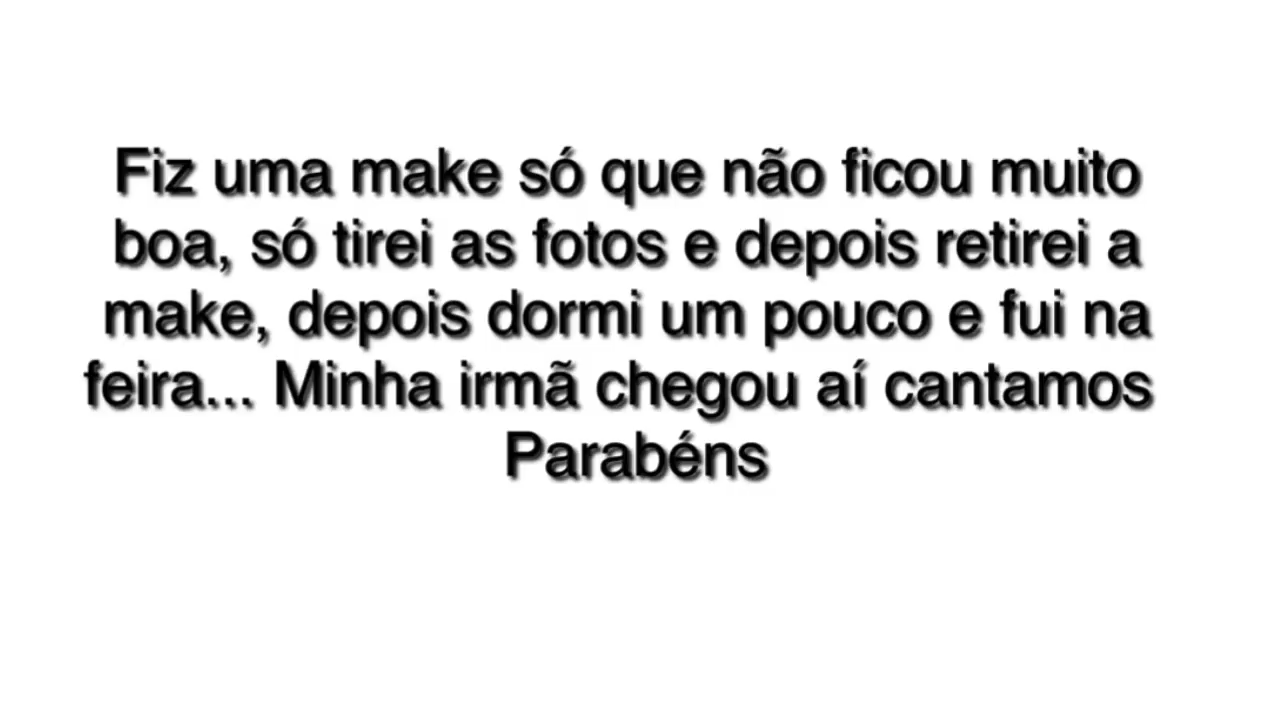 Fiz uma make só que não ficou muito
boa, só tirei as fotos e depois retirei a
make, depois dormi um pouco e fui na
feira... Minha irmã chegou aí cantamos
Parabéns